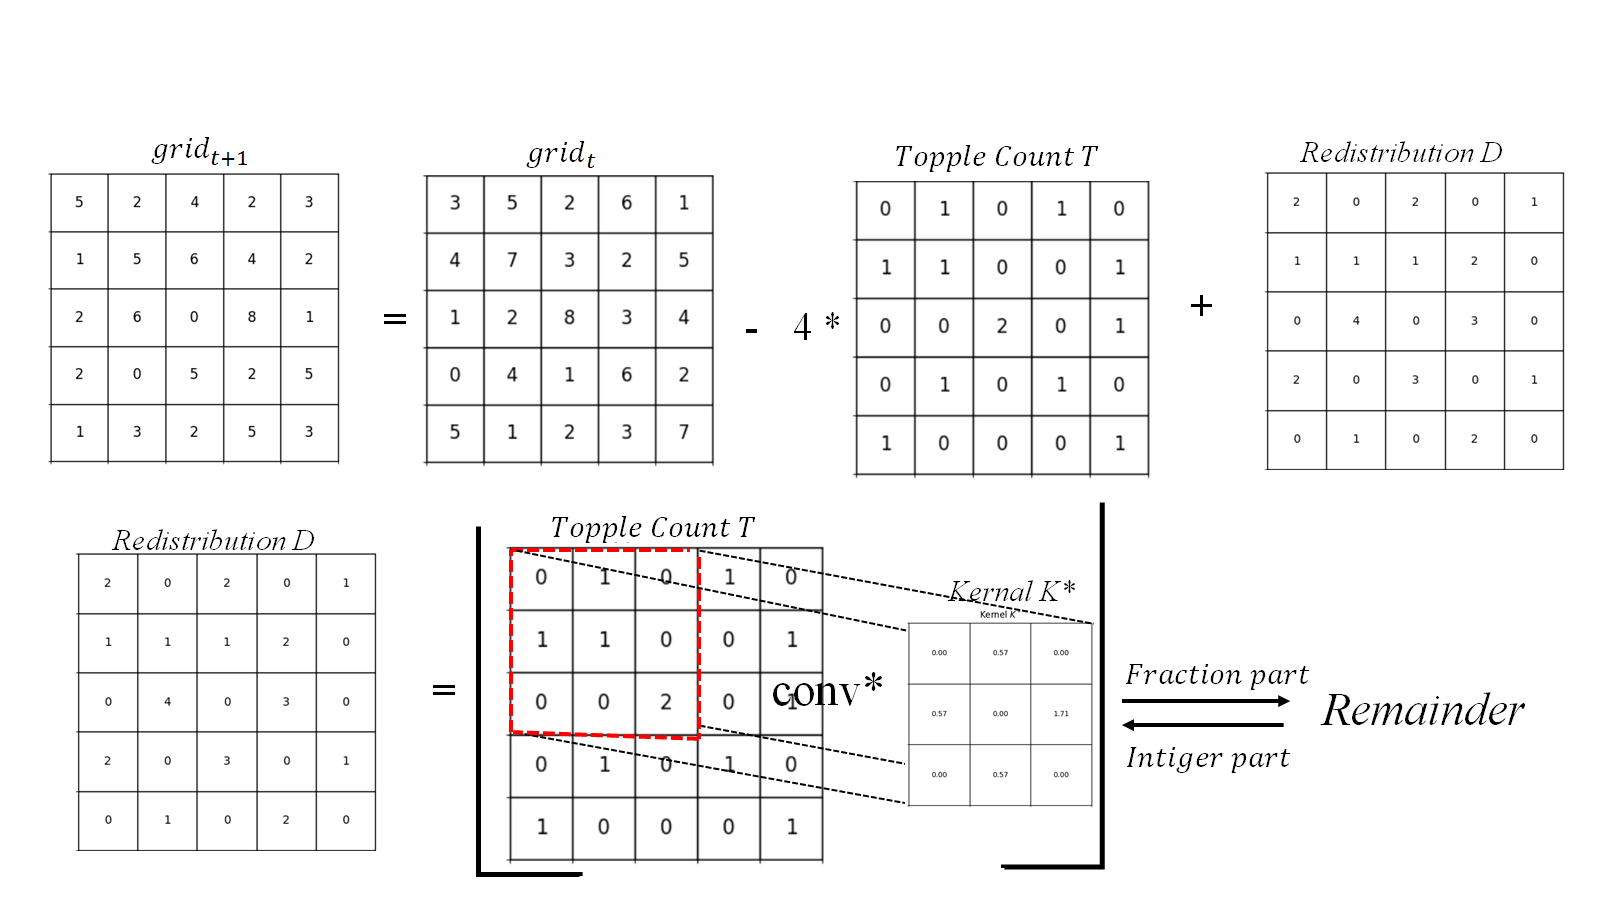 grid_{t+1}
5 2 4 2 3
1 5 6 4 2
2 6 0 8 1
2 0 5 2 5
1 3 2 5 3
=
grid_t
3 5 2 6 1
4 7 3 2 5
1 2 8 3 4
0 4 1 6 2
5 1 2 3 7
- 4 *
Topple Count T
0 1 0 1 0
1 1 0 0 1
0 0 2 0 1
0 1 0 1 0
1 0 0 0 1
+
Redistribution D
2 0 2 0 1
1 1 1 2 0
0 4 0 3 0
2 0 3 0 1
0 1 0 2 0
Redistribution D
2 0 2 0 1
1 1 1 2 0
0 4 0 3 0
2 0 3 0 1
0 1 0 2 0
=
Topple Count T
0 1 0 1 0
1 1 0 0 1
0 0 2 0 1
0 1 0 1 0
1 0 0 0 1
conv*
Kernal K*
Kernel K
0.00 0.57 0.00
0.57 0.00 1.71
0.00 0.57 0.00
Fraction part
Intiger part
Remainder